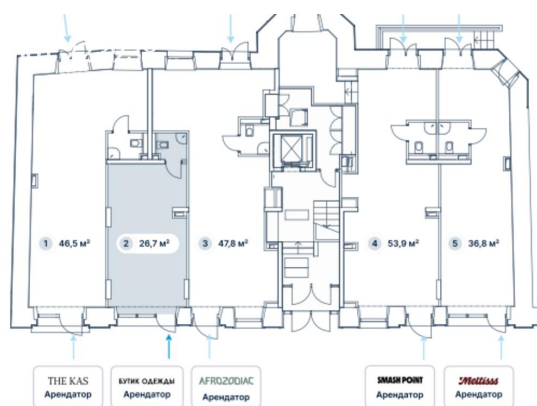 1 46,5 м²
2 26,7 м²
3 47,8 м²
4 53,9 м²
5 36,8 м²
THE KAS
Арендатор
БУТИК ОДЕЖДЫ
Арендатор
AFROZODIAC
Арендатор
SMASH POINT
Арендатор
Meltisss
Арендатор